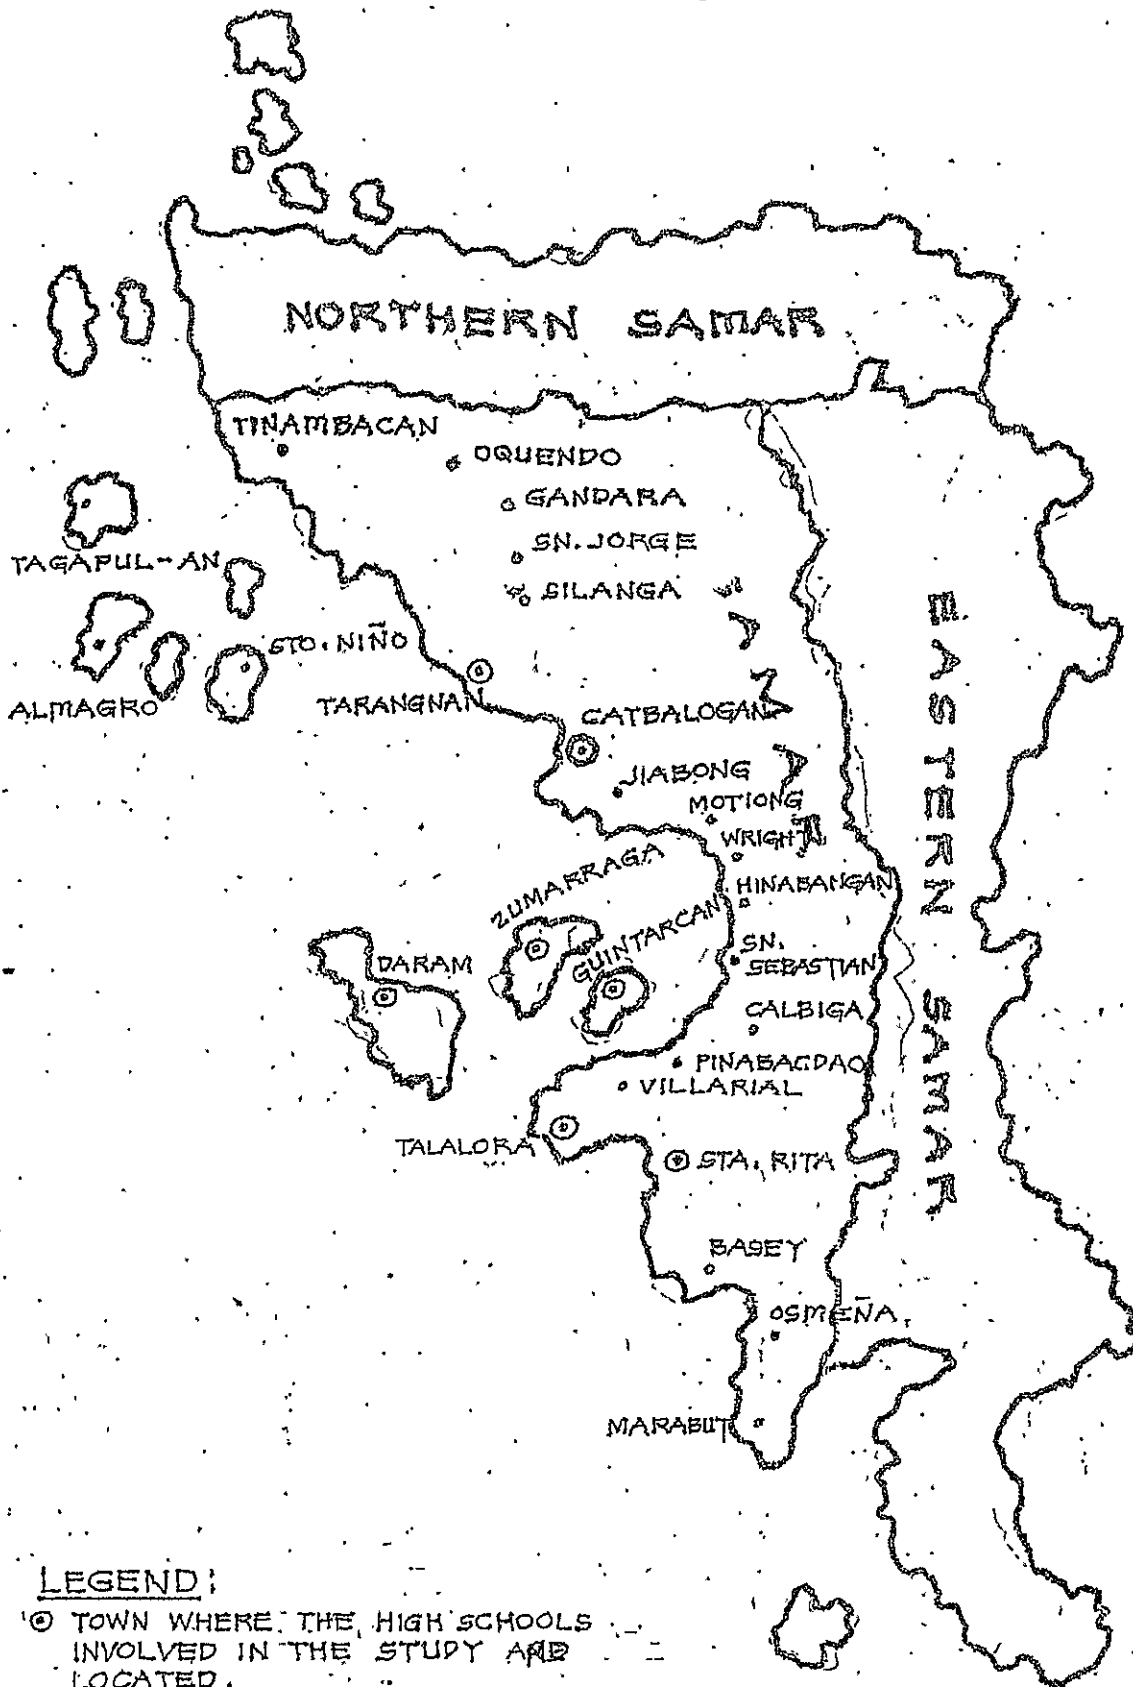 NORTHERN SAMAR
TINAMBACAN
OQUENDO
GANDARA
SN. JORGE
SILANGA
TAGAPUL-AN
STO. NIÑO
ALMAGRO
TARANGNAN
CATBALOGAN
JIABONG
MOTIONG
WRIGHT
HINABANGAN
ZUMARRAGA
GUINTARCAN
DARAM
SN.
SEBASTIAN
CALBIGA
PINABACDAO
VILLARIAL
TALALORA
STA. RITA
BASEY
OSMEÑA
MARABUT
EASTERN SAMAR
LEGEND:
TOWN WHERE THE HIGH SCHOOLS
INVOLVED IN THE STUDY ARE
LOCATED.